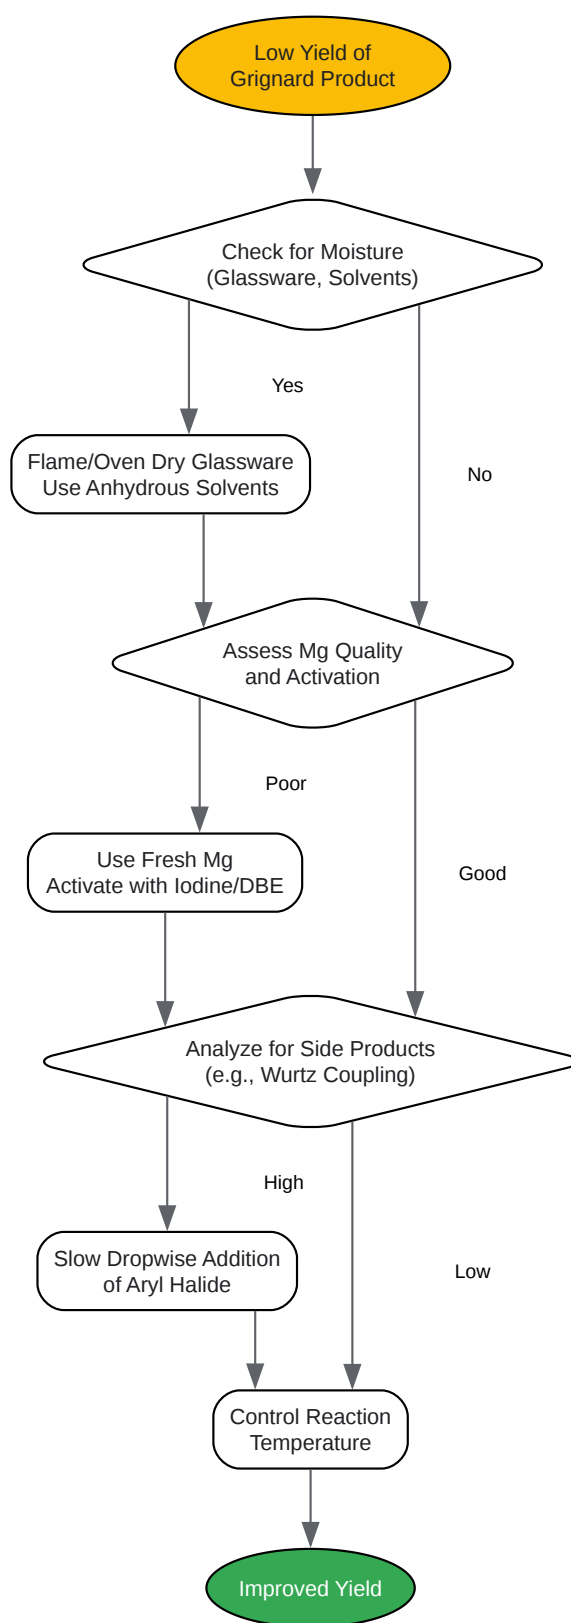 Low Yield of
Grignard Product
Check for Moisture
(Glassware, Solvents)
Yes
Flame/Oven Dry Glassware
Use Anhydrous Solvents
No
Assess Mg Quality
and Activation
Poor
Use Fresh Mg
Activate with Iodine/DBE
Good
Analyze for Side Products
(e.g., Wurtz Coupling)
High
Slow Dropwise Addition
of Aryl Halide
Low
Control Reaction
Temperature
Improved Yield